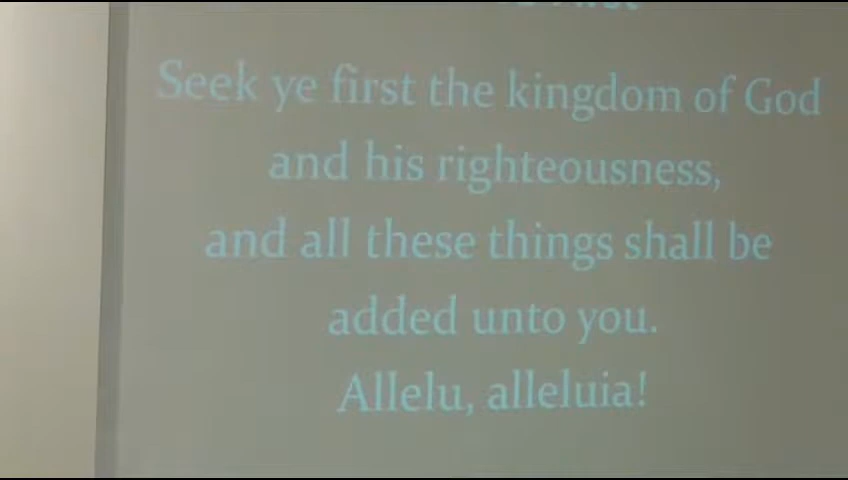 Seek ye first the kingdom of God
and his righteousness,
and all these things shall be
added unto you.
Allelu, alleluia!